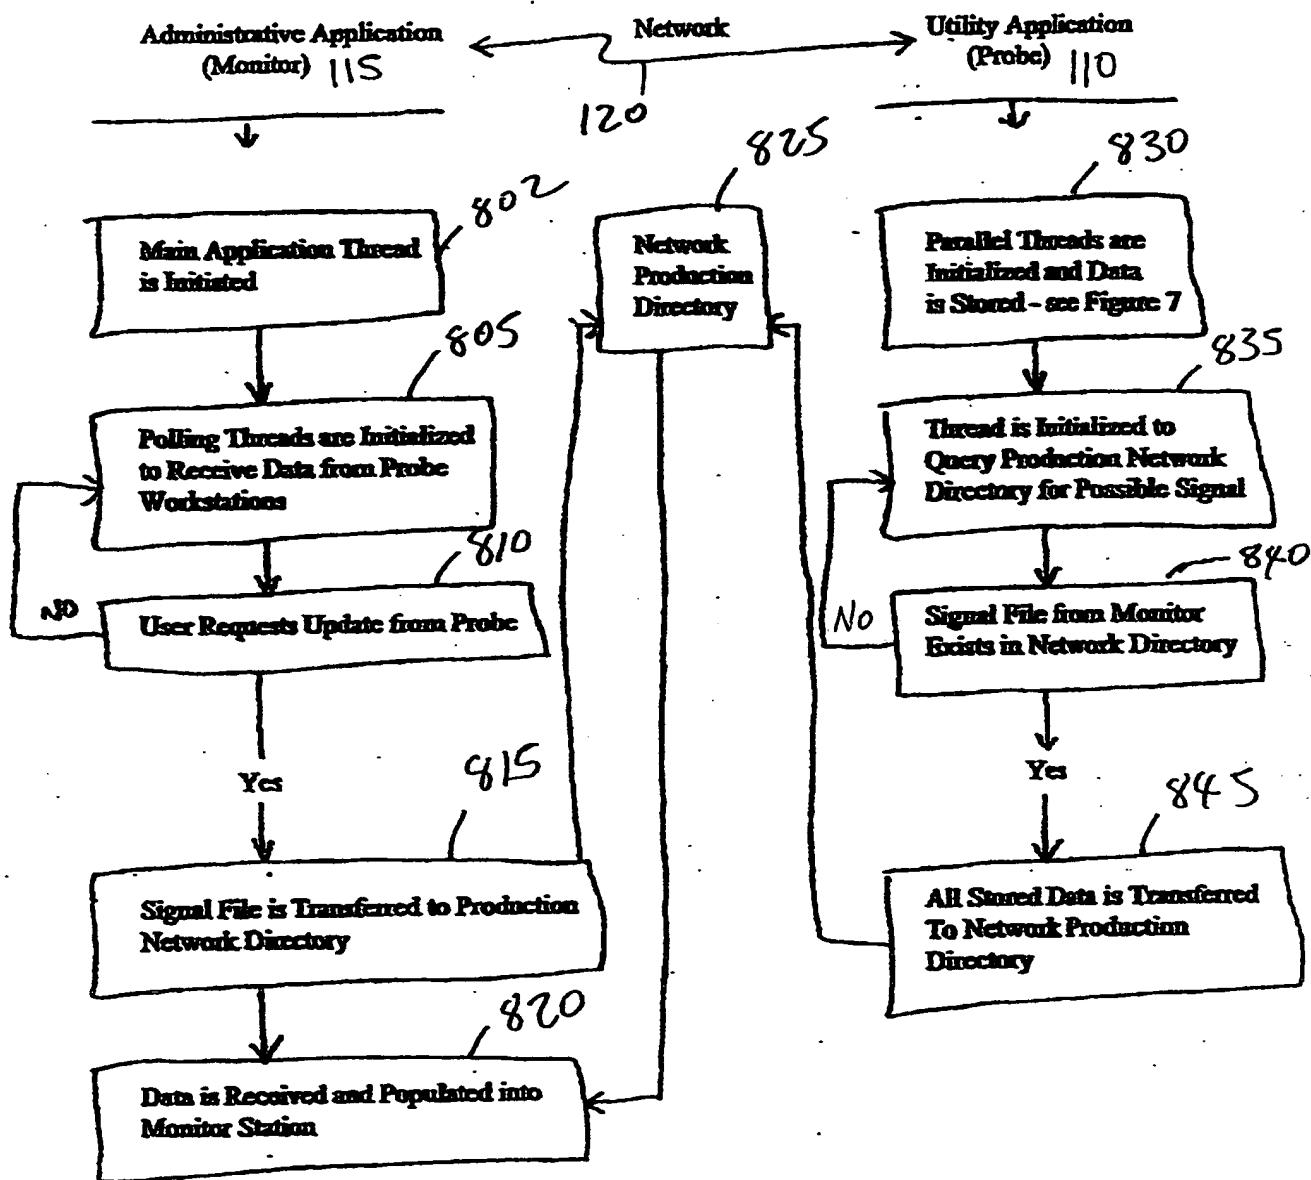 Administrative Application
(Monitor) 115
Network
120
Utility Application
(Probe) 110
802
Main Application Thread
is Initiated
805
Polling Threads are Initialized
to Receive Data from Probe
Workstations
810
NO
User Requests Update from Probe
Yes
815
Signal File is Transferred to Production
Network Directory
820
Data is Received and Populated into
Monitor Station
825
Network
Production
Directory
830
Parallel Threads are
Initialized and Data
is Stored - see Figure 7
835
Thread is Initialized to
Query Production Network
Directory for Possible Signal
840
No
Signal File from Monitor
Exists in Network Directory
Yes
845
All Stored Data is Transferred
To Network Production
Directory